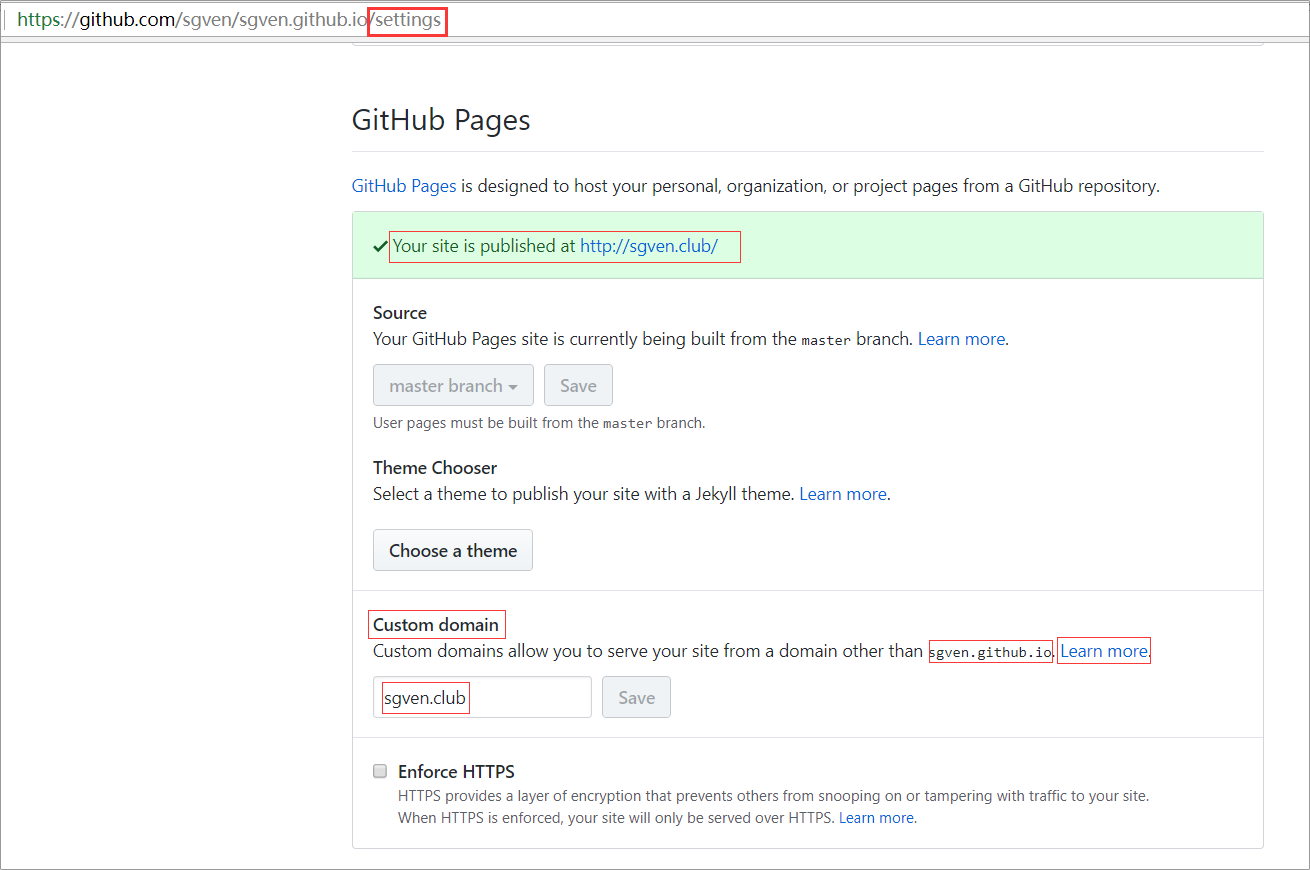 https://github.com/sgven/sgven.github.io/settings
GitHub Pages
GitHub Pages is designed to host your personal, organization, or project pages from a GitHub repository.
Your site is published at http://sgven.club/
Source
Your GitHub Pages site is currently being built from the master branch. Learn more.
master branch
Save
User pages must be built from the master branch.
Theme Chooser
Select a theme to publish your site with a Jekyll theme. Learn more.
Choose a theme
Custom domain
Custom domains allow you to serve your site from a domain other than sgven.github.io. Learn more.
sgven.club
Save
Enforce HTTPS
HTTPS provides a layer of encryption that prevents others from snooping on or tampering with traffic to your site.
When HTTPS is enforced, your site will only be served over HTTPS. Learn more.